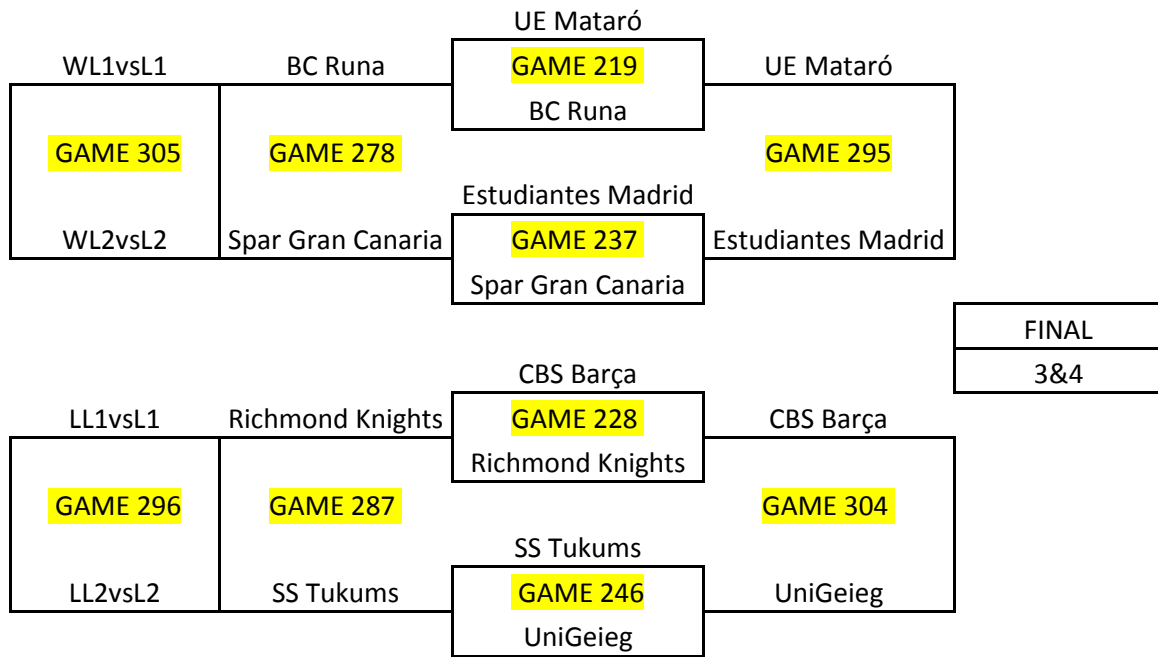 UE Mataró
WL1vsL1 BC Runa GAME 219 UE Mataró
BC Runa
GAME 305 GAME 278 GAME 295
Estudiantes Madrid
WL2vsL2 Spar Gran Canaria GAME 237 Estudiantes Madrid
Spar Gran Canaria
FINAL
CBS Barça 3&4
LL1vsL1 Richmond Knights GAME 228 CBS Barça
Richmond Knights
GAME 296 GAME 287 GAME 304
SS Tukums
LL2vsL2 SS Tukums GAME 246 UniGeieg
UniGeieg